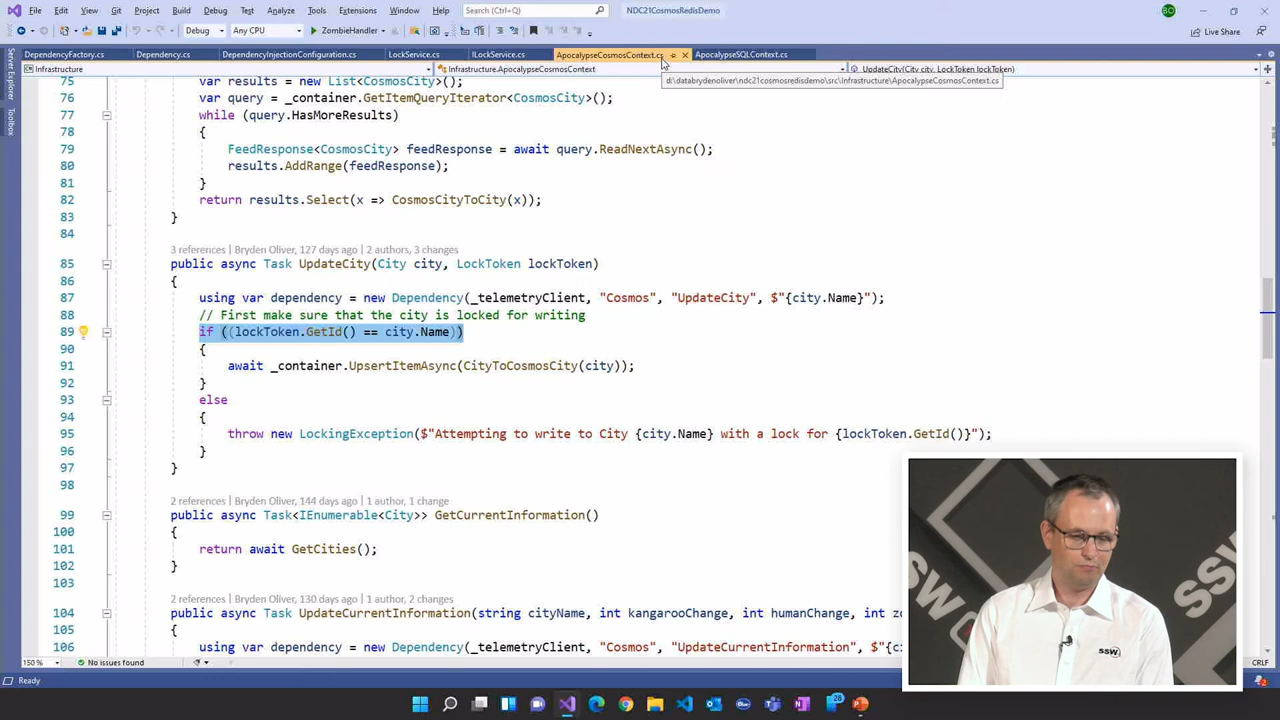 File Edit View Git Project Build Debug Test Analyze Tools Extensions Window Help Search (Ctrl+Q) NDC21CosmosRedisDemo BO
Debug Any CPU ZombieHandler Live Share
DependencyFactory.cs Dependency.cs DependencyInjectionConfiguration.cs LockService.cs ILockService.cs ApocalypseCosmosContext.cs ApocalypseSQLContext.cs
Infrastructure Infrastructure.ApocalypseCosmosContext UpdateCity(City city, LockToken lockToken)
d:\databrydenoliver\ndc21cosmosredisdemo\src\Infrastructure\ApocalypseCosmosContext.cs
Server Explorer
Toolbox
75 var results = new List<CosmosCity>();
76 var query = _container.GetItemQueryIterator<CosmosCity>();
77 while (query.HasMoreResults)
78 {
79 FeedResponse<CosmosCity> feedResponse = await query.ReadNextAsync();
80 results.AddRange(feedResponse);
81 }
82 return results.Select(x => CosmosCityToCity(x));
83 }
84
3 references | Bryden Oliver, 127 days ago | 2 authors, 3 changes
85 public async Task UpdateCity(City city, LockToken lockToken)
86 {
87 using var dependency = new Dependency(_telemetryClient, "Cosmos", "UpdateCity", $"{city.Name}");
88 // First make sure that the city is locked for writing
89 if ((lockToken.GetId() == city.Name))
90 {
91 await _container.UpsertItemAsync(CityToCosmosCity(city));
92 }
93 else
94 {
95 throw new LockingException($"Attempting to write to City {city.Name} with a lock for {lockToken.GetId()}");
96 }
97 }
98
2 references | Bryden Oliver, 144 days ago | 1 author, 1 change
99 public async Task<IEnumerable<City>> GetCurrentInformation()
100 {
101 return await GetCities();
102 }
103
2 references | Bryden Oliver, 130 days ago | 1 author, 2 changes
104 public async Task UpdateCurrentInformation(string cityName, int kangarooChange, int humanChange, int zo
105 {
106 using var dependency = new Dependency(_telemetryClient, "Cosmos", "UpdateCurrentInformation", $"{c
150 % No issues found CRLF
Ready 2
28
SSW
SSW
ssw